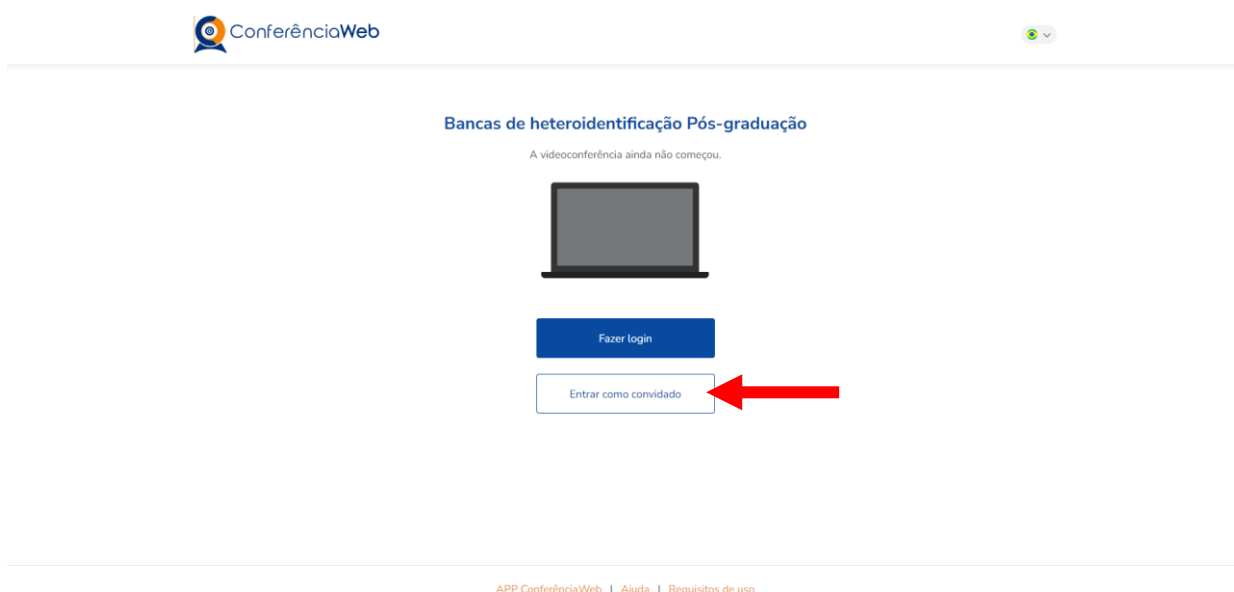 ConferênciaWeb
Bancas de heteroidentificação Pós-graduação
A videoconferência ainda não começou.
Fazer login
Entrar como convidado
APP ConferênciaWeb | Ajuda | Requisitos de uso